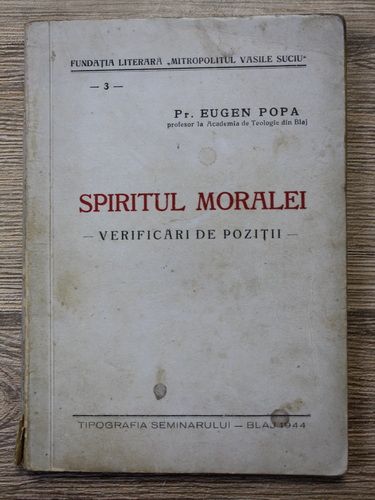 FUNDAȚIA LITERARĂ „MITROPOLITUL VASILE SUCIU"
— 3 —
Pr. EUGEN POPA
profesor la Academia de Teologie din Blaj
SPIRITUL MORALEI
— VERIFICĂRI DE POZIȚII —
TIPOGRAFIA SEMINARULUI — BLAJ 1944